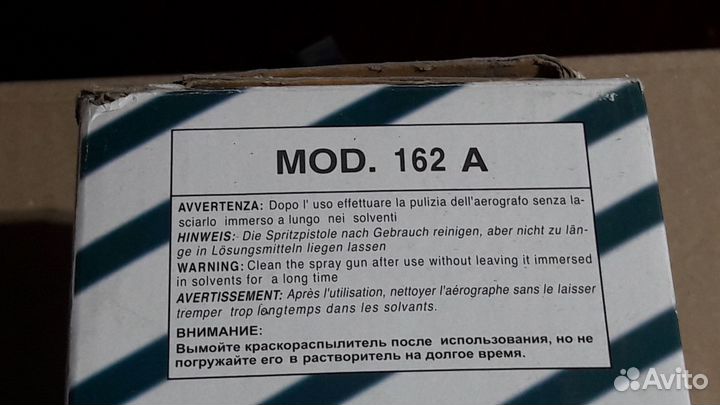 MOD. 162 A
AVVERTENZA: Dopo l' uso effettuare la pulizia dell'aerografo senza la-
sciarlo immerso a lungo nei solventi
HINWEIS: Die Spritzpistole nach Gebrauch reinigen, aber nicht zu län-
ge in Lösungsmitteln liegen lassen
WARNING: Clean the spray gun after use without leaving it immersed
in solvents for a long time
AVERTISSEMENT: Après l'utilisation, nettoyer l'aérographe sans le laisser
tremper trop longtemps dans les solvants.
ВНИМАНИЕ:
Вымойте краскораспылитель после использования, но не
погружайте его в растворитель на долгое время.
Avito